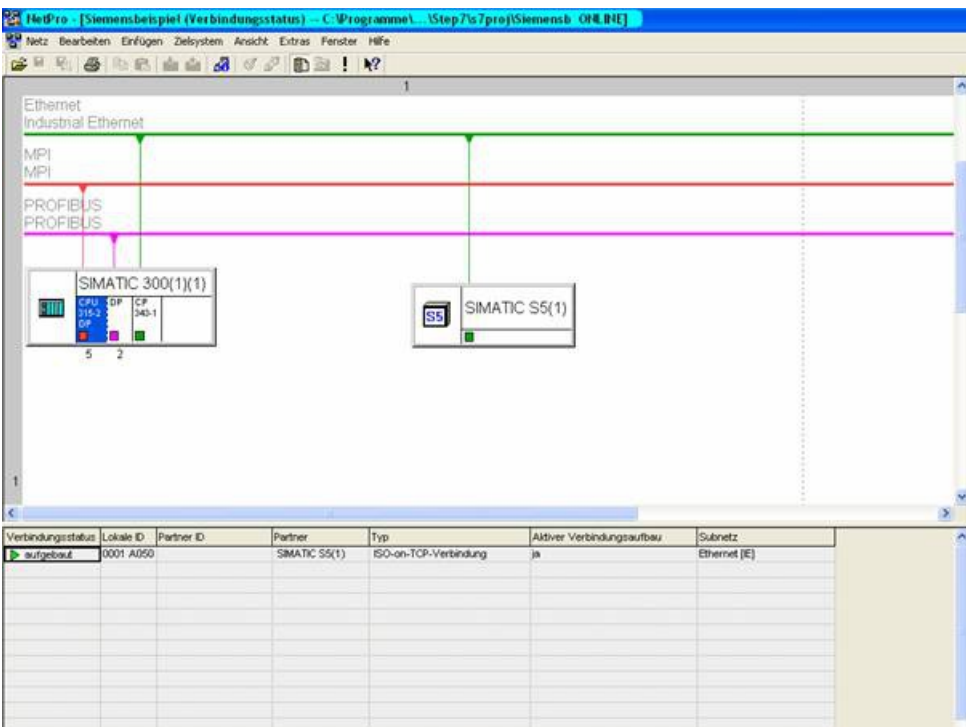 NetPro - [Siemensbeispiel (Verbindungsstatus) -- C:\Programme\...\Step7\s7proj\Siemensb ONLINE]
Netz Bearbeiten Einfügen Zielsystem Ansicht Extras Fenster Hilfe
1
Ethernet
Industrial Ethernet
MPI
MPI
PROFIBUS
PROFIBUS
SIMATIC 300(1)(1)
CPU 315-2 DP
DP
CP 343-1
5 2
S5
SIMATIC S5(1)
1
Verbindungsstatus Lokale ID Partner ID Partner Typ Aktiver Verbindungsaufbau Subnetz
aufgebaut 0001 A050 SIMATIC S5(1) ISO-on-TCP-Verbindung ja Ethernet [IE]